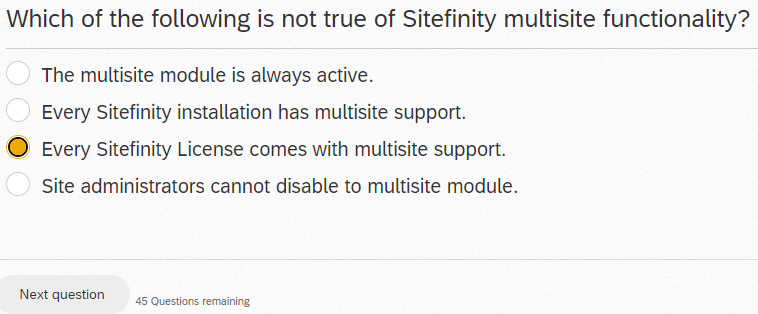 Which of the following is not true of Sitefinity multisite functionality?
The multisite module is always active.
Every Sitefinity installation has multisite support.
Every Sitefinity License comes with multisite support.
Site administrators cannot disable to multisite module.
Next question
45 Questions remaining